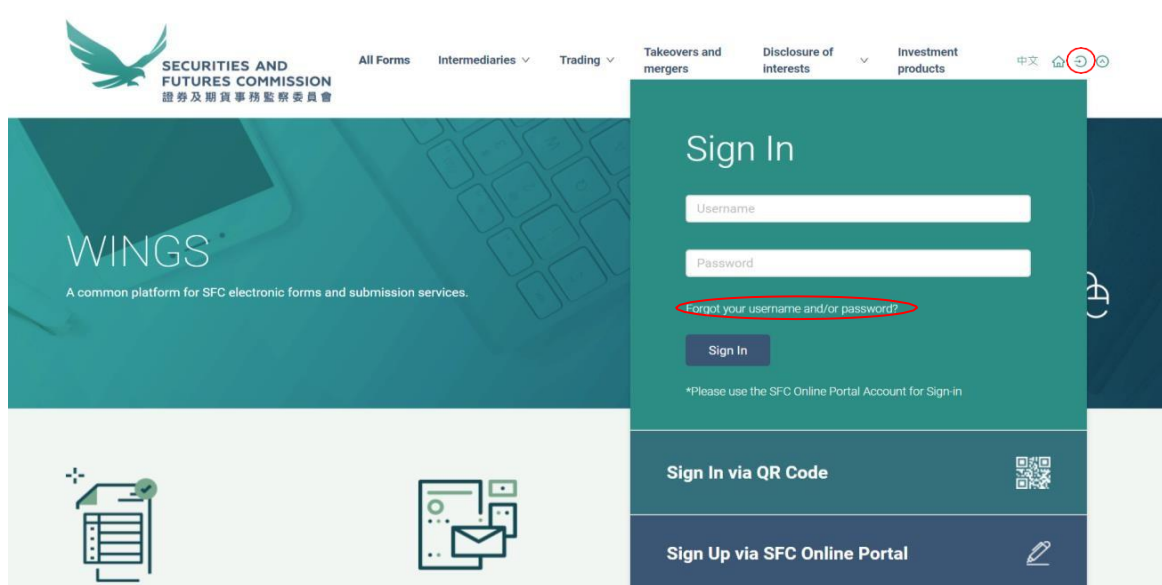 SECURITIES AND
FUTURES COMMISSION
證券及期貨事務監察委員會
All Forms
Intermediaries
Trading
Takeovers and
mergers
Disclosure of
interests
Investment
products
中文
Sign In
Username
Password
Forgot your username and/or password?
Sign In
*Please use the SFC Online Portal Account for Sign-in
WINGS
A common platform for SFC electronic forms and submission services.
Sign In via QR Code
Sign Up via SFC Online Portal